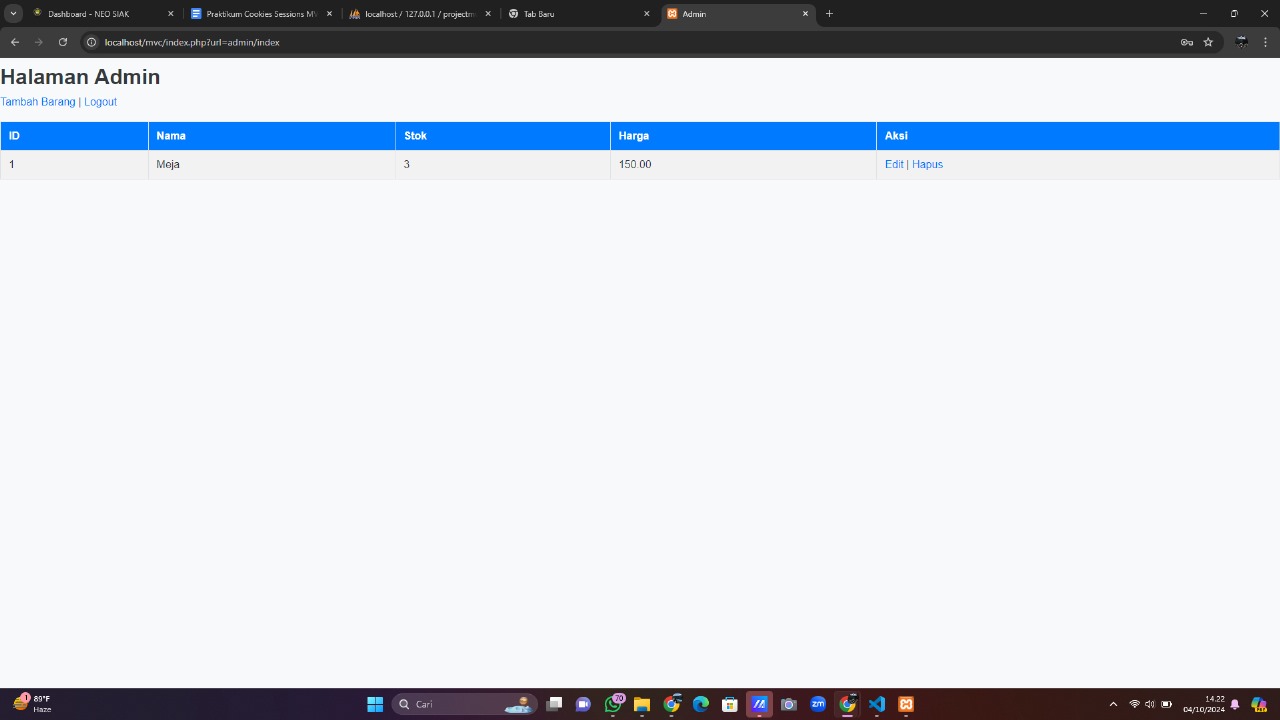 Dashboard - NEO SIAK
Praktikum Cookies Sessions MV
localhost / 127.0.0.1 / projectm
Tab Baru
Admin
localhost/mvc/index.php?url=admin/index
Halaman Admin
Tambah Barang | Logout
ID Nama Stok Harga Aksi
1 Meja 3 150.00 Edit | Hapus
1
89°F
Haze
Cari
70
zm
14.22
04/10/2024